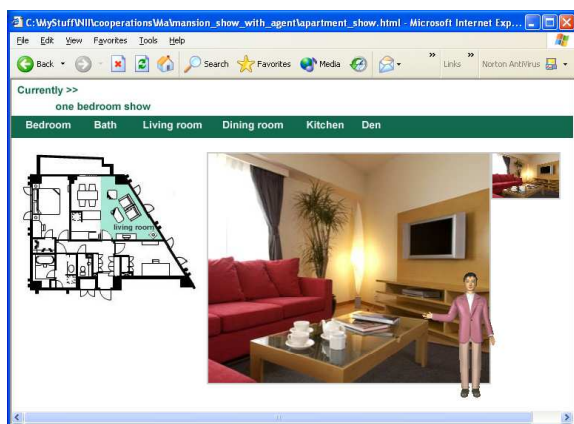 C:\MyStuff\NII\cooperations\Ma\mansion_show_with_agent\apartment_show.html - Microsoft Internet Exp...
File Edit View Favorites Tools Help
Back Search Favorites Media Links Norton AntiVirus
Currently >>
one bedroom show
Bedroom Bath Living room Dining room Kitchen Den
living room